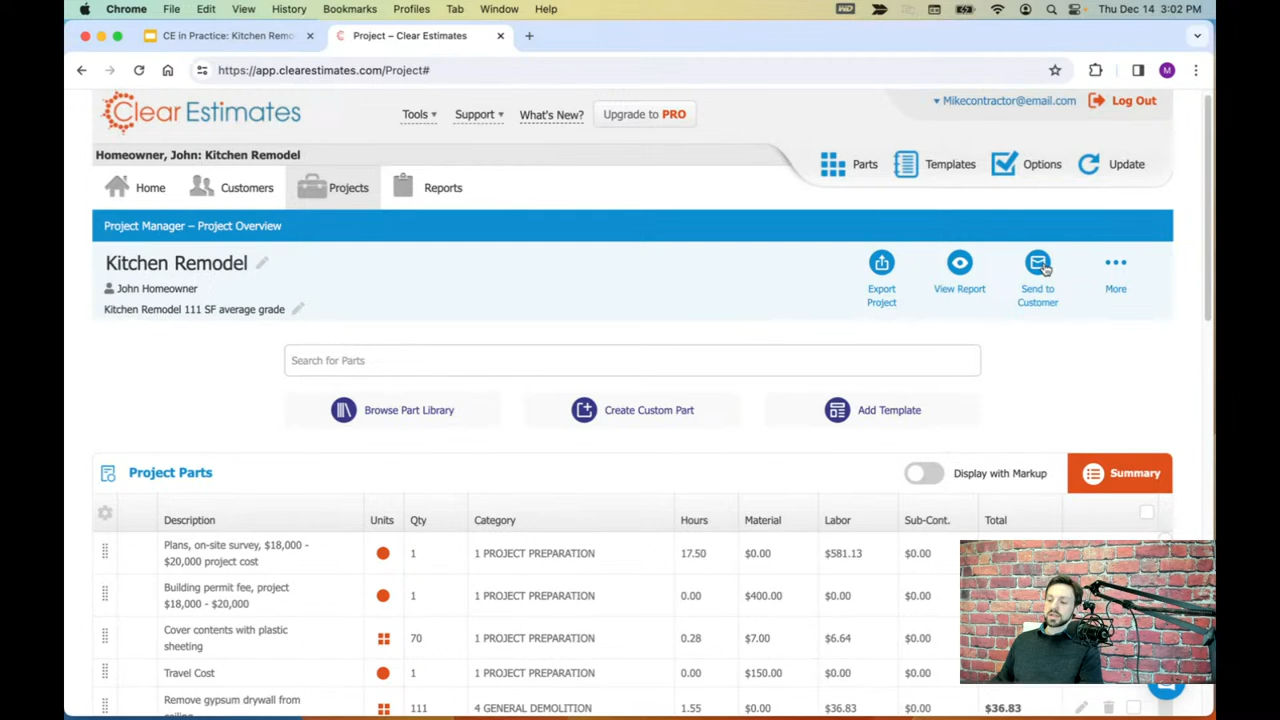 Chrome File Edit View History Bookmarks Profiles Tab Window Help Thu Dec 14 3:02 PM
CE in Practice: Kitchen Remo
Project – Clear Estimates
https://app.clearestimates.com/Project#
M
Clear Estimates
Tools Support What's New? Upgrade to PRO
Mikecontractor@email.com Log Out
Homeowner, John: Kitchen Remodel
Parts Templates Options Update
Home Customers Projects Reports
Project Manager – Project Overview
Kitchen Remodel
John Homeowner
Kitchen Remodel 111 SF average grade
Export Project
View Report
Send to Customer
More
Search for Parts
Browse Part Library Create Custom Part Add Template
Project Parts Display with Markup Summary
Description Units Qty Category Hours Material Labor Sub-Cont. Total
Plans, on-site survey, $18,000 -
$20,000 project cost
1 1 PROJECT PREPARATION 17.50 $0.00 $581.13 $0.00
Building permit fee, project
$18,000 - $20,000
1 1 PROJECT PREPARATION 0.00 $400.00 $0.00 $0.00
Cover contents with plastic
sheeting
70 1 PROJECT PREPARATION 0.28 $7.00 $6.64 $0.00
Travel Cost 1 1 PROJECT PREPARATION 0.00 $150.00 $0.00 $0.00
Remove gypsum drywall from
111 4 GENERAL DEMOLITION 1.55 $0.00 $36.83 $0.00 $36.83